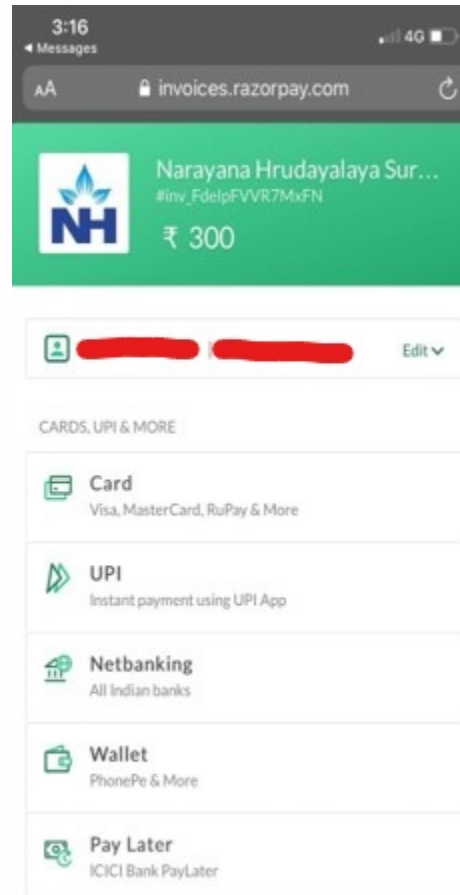 3:16
4G
◀ Messages
AA
invoices.razorpay.com
NH
Narayana Hrudayalaya Sur...
#inv_FdeIpFVVR7MxFN
₹ 300
Edit
CARDS, UPI & MORE
Card
Visa, MasterCard, RuPay & More
UPI
Instant payment using UPI App
Netbanking
All Indian banks
Wallet
PhonePe & More
Pay Later
ICICI Bank PayLater